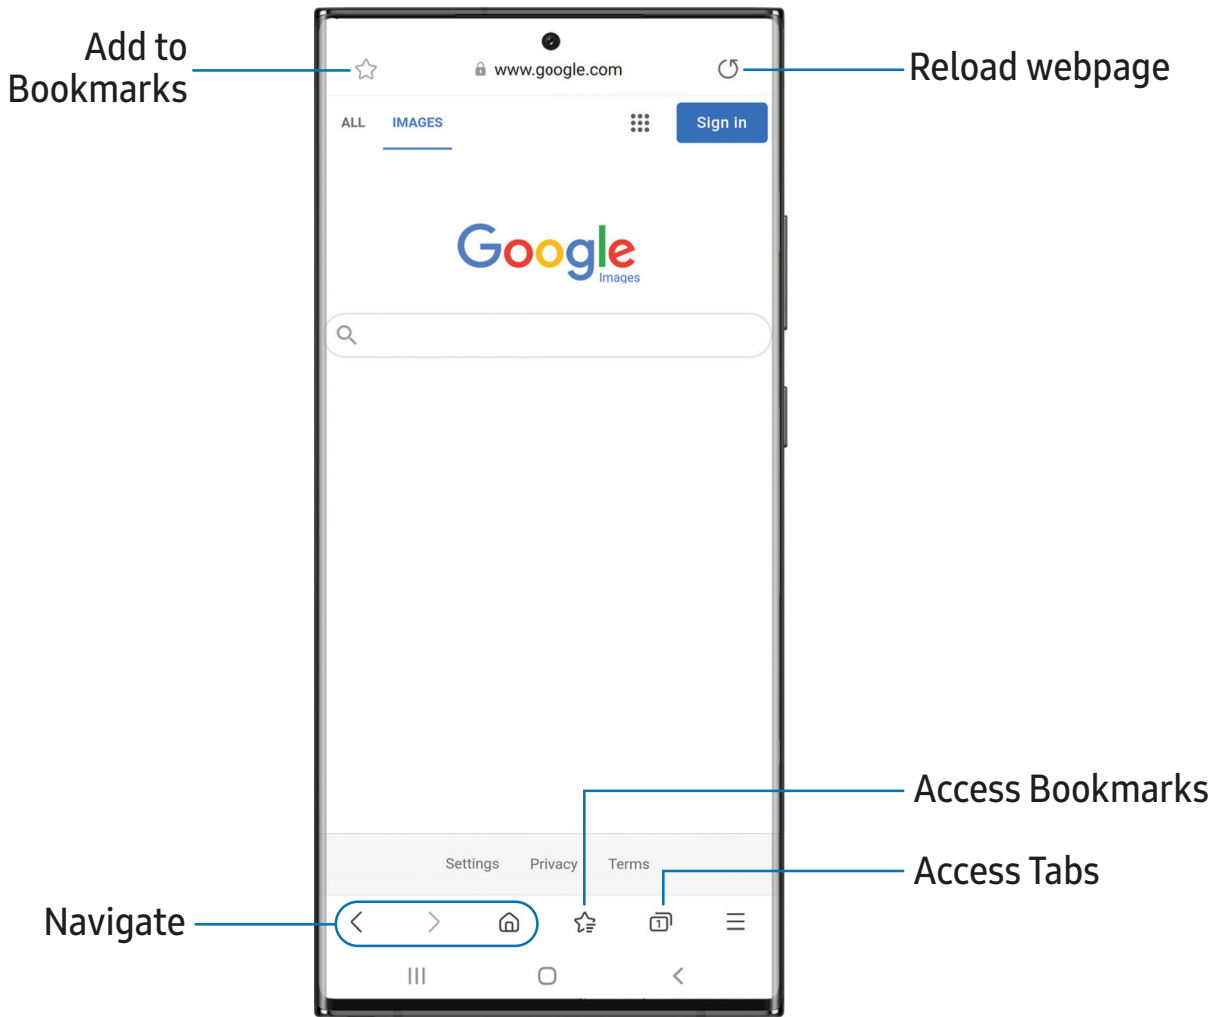 Add to
Bookmarks
www.google.com
Reload webpage
ALL IMAGES
Sign in
Google
Images
Access Bookmarks
Settings Privacy Terms
Access Tabs
Navigate
1